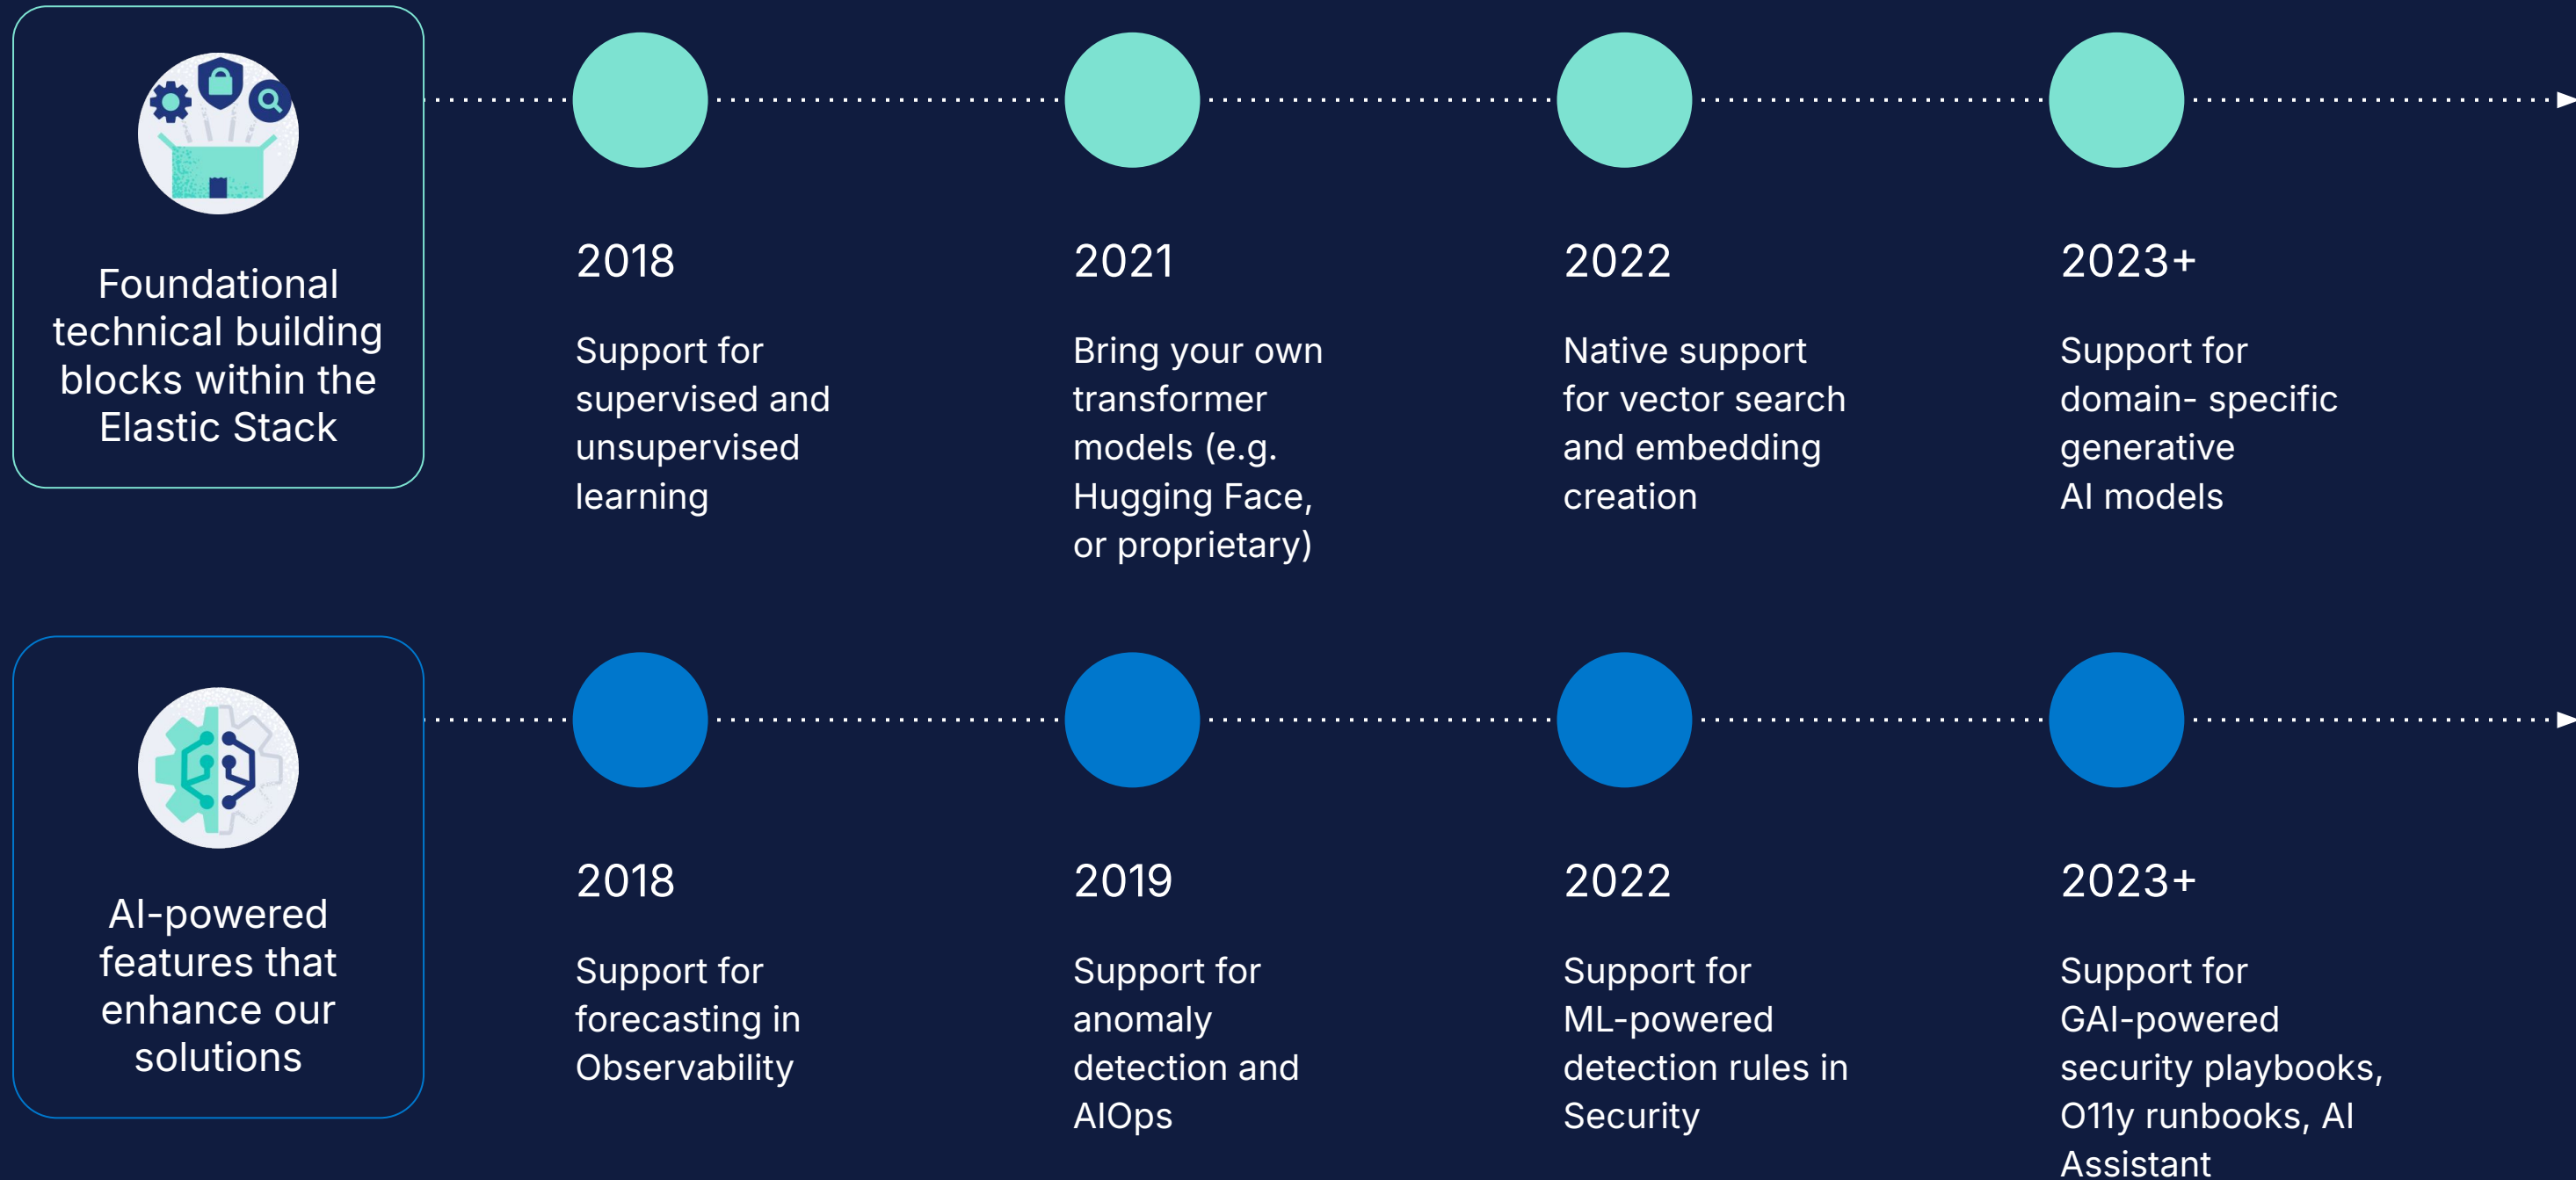 Foundational
technical building
blocks within the
Elastic Stack
2018
Support for
supervised and
unsupervised
learning
2021
Bring your own
transformer
models (e.g.
Hugging Face,
or proprietary)
2022
Native support
for vector search
and embedding
creation
2023+
Support for
domain- specific
generative
AI models
AI-powered
features that
enhance our
solutions
2018
Support for
forecasting in
Observability
2019
Support for
anomaly
detection and
AIOps
2022
Support for
ML-powered
detection rules in
Security
2023+
Support for
GAI-powered
security playbooks,
O11y runbooks, AI
Assistant